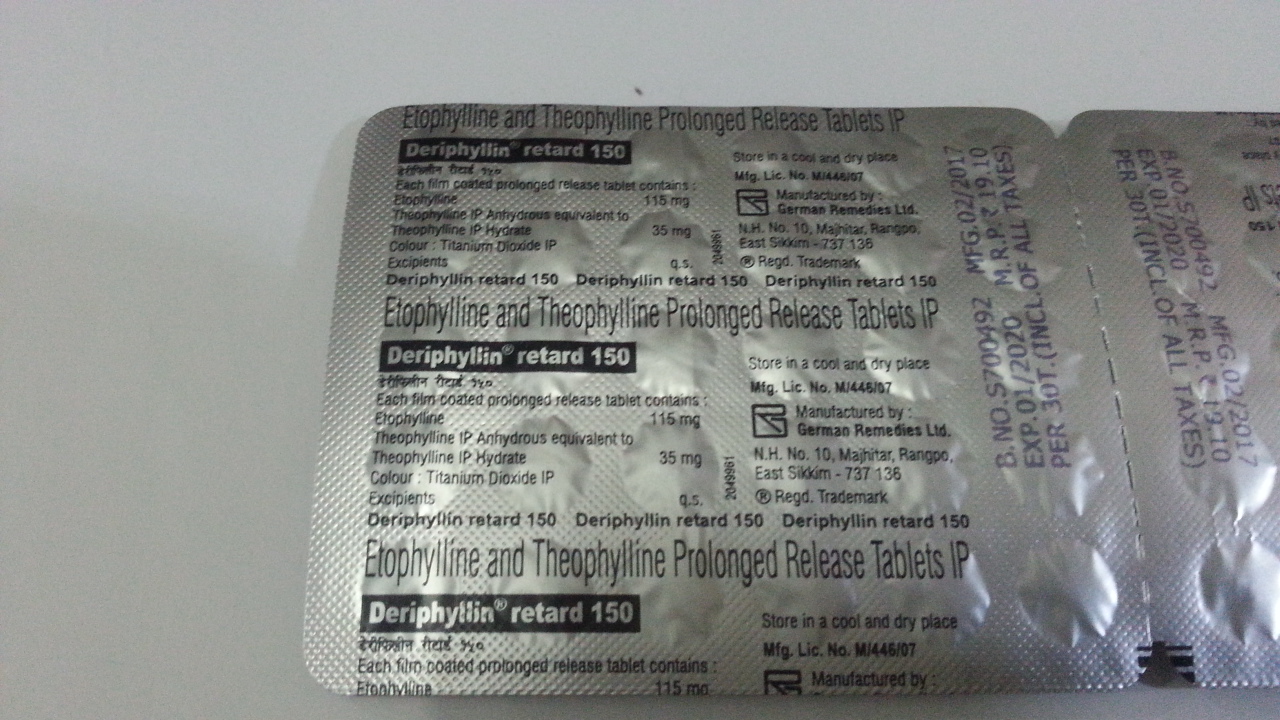 Etophylline and Theophylline Prolonged Release Tablets IP
Deriphyllin® retard 150
डेरीफिलीन रीटार्ड १५०
Each film coated prolonged release tablet contains :
Etophylline 115 mg
Theophylline IP Anhydrous equivalent to
Theophylline IP Hydrate 35 mg
Colour : Titanium Dioxide IP
Excipients q.s.
Store in a cool and dry place
Mfg. Lic. No. M/446/07
Manufactured by :
German Remedies Ltd.
N.H. No. 10, Majhitar, Rangpo,
East Sikkim - 737 136
® Regd. Trademark
2049961
Deriphyllin retard 150 Deriphyllin retard 150 Deriphyllin retard 150
Etophylline and Theophylline Prolonged Release Tablets IP
Deriphyllin® retard 150
डेरीफिलीन रीटार्ड १५०
Each film coated prolonged release tablet contains :
Etophylline 115 mg
Theophylline IP Anhydrous equivalent to
Theophylline IP Hydrate 35 mg
Colour : Titanium Dioxide IP
Excipients q.s.
Store in a cool and dry place
Mfg. Lic. No. M/446/07
Manufactured by :
German Remedies Ltd.
N.H. No. 10, Majhitar, Rangpo,
East Sikkim - 737 136
® Regd. Trademark
2049961
Deriphyllin retard 150 Deriphyllin retard 150 Deriphyllin retard 150
Etophylline and Theophylline Prolonged Release Tablets IP
Deriphyllin® retard 150
डेरीफिलीन रीटार्ड १५०
Each film coated prolonged release tablet contains :
Etophylline 115 mg
Store in a cool and dry place
Mfg. Lic. No. M/446/07
Manufactured by :
B.NO.S700492 MFG.02/2017
EXP.01/2020 M.R.P.₹ 19.10
PER 30T.(INCL.OF ALL TAXES)
B.NO.S700492 MFG.02/2017
EXP 01/2020 M.R.P.₹ 19.10
PER 30T.(INCL.OF ALL TAXES)